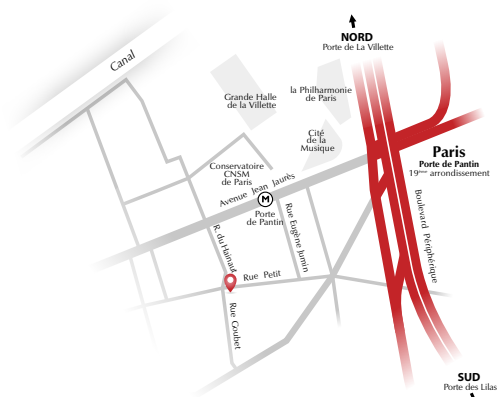 NORD
Porte de La Villette
Canal
Grande Halle
de la Villette
la Philharmonie
de Paris
Cité
de la
Musique
Paris
Porte de Pantin
19ème arrondissement
Conservatoire
CNSM
de Paris
Avenue Jean Jaurès
M
Porte
de Pantin
R. du Hainaut
Rue Eugène Jumin
Boulevard Périphérique
Rue Petit
Rue Goubet
SUD
Porte des Lilas